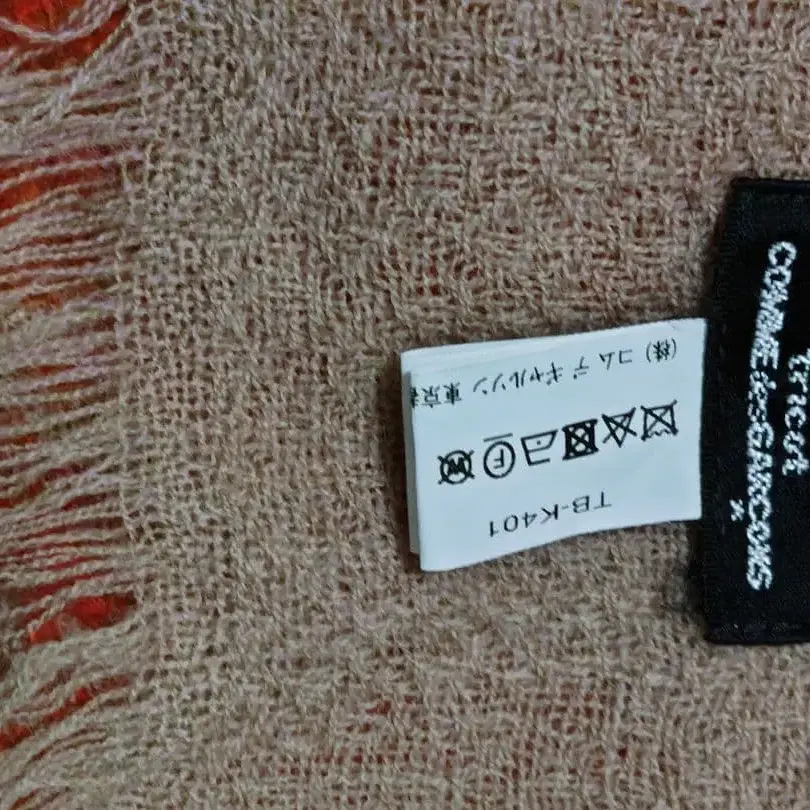 TB-K401
(株) コム デ ギャルソン 東京都
tricot
COMME des GARÇONS